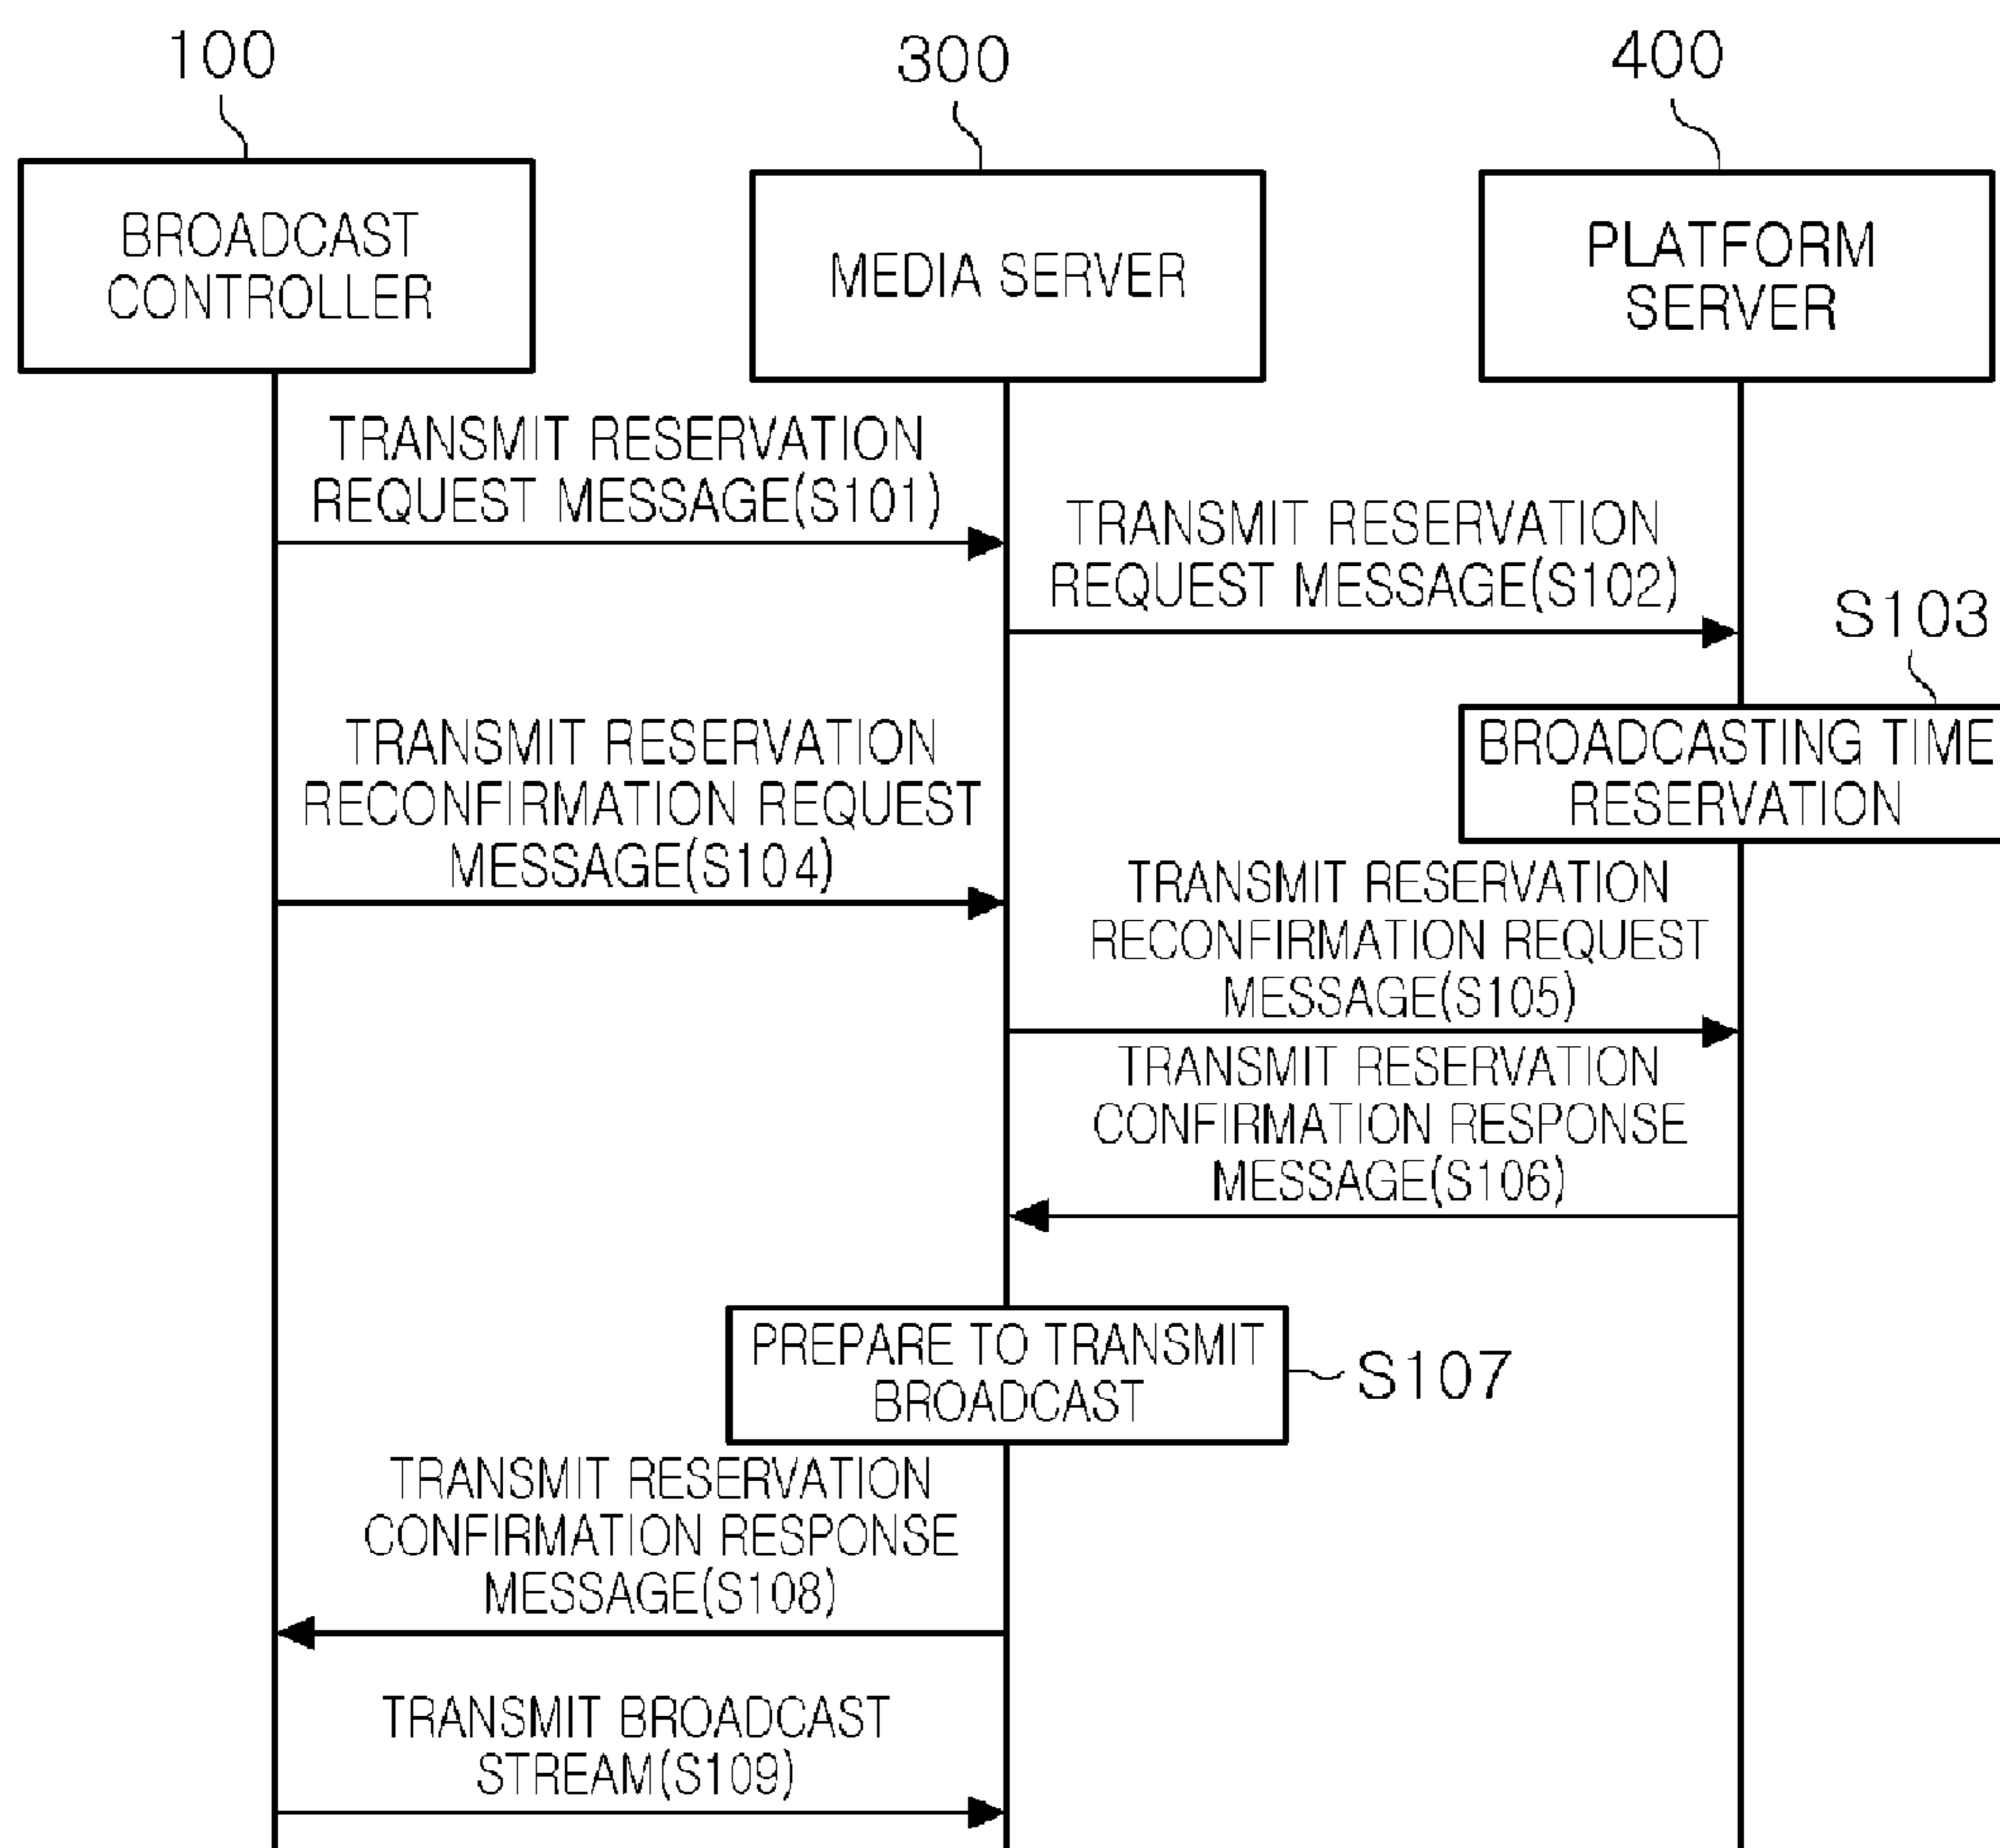 100
300
400
BROADCAST
CONTROLLER
MEDIA SERVER
PLATFORM
SERVER
TRANSMIT RESERVATION
REQUEST MESSAGE(S101)
TRANSMIT RESERVATION
REQUEST MESSAGE(S102)
S103
BROADCASTING TIME
RESERVATION
TRANSMIT RESERVATION
RECONFIRMATION REQUEST
MESSAGE(S104)
TRANSMIT RESERVATION
RECONFIRMATION REQUEST
MESSAGE(S105)
TRANSMIT RESERVATION
CONFIRMATION RESPONSE
MESSAGE(S106)
PREPARE TO TRANSMIT
BROADCAST
S107
TRANSMIT RESERVATION
CONFIRMATION RESPONSE
MESSAGE(S108)
TRANSMIT BROADCAST
STREAM(S109)